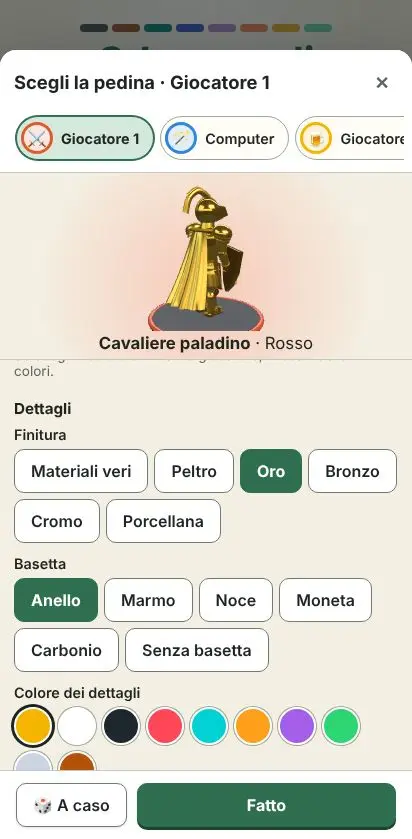 Scegli la pedina · Giocatore 1
×
Giocatore 1
Computer
Giocatore
Cavaliere paladino · Rosso
colori.
Dettagli
Finitura
Materiali veri
Peltro
Oro
Bronzo
Cromo
Porcellana
Basetta
Anello
Marmo
Noce
Moneta
Carbonio
Senza basetta
Colore dei dettagli
A caso
Fatto